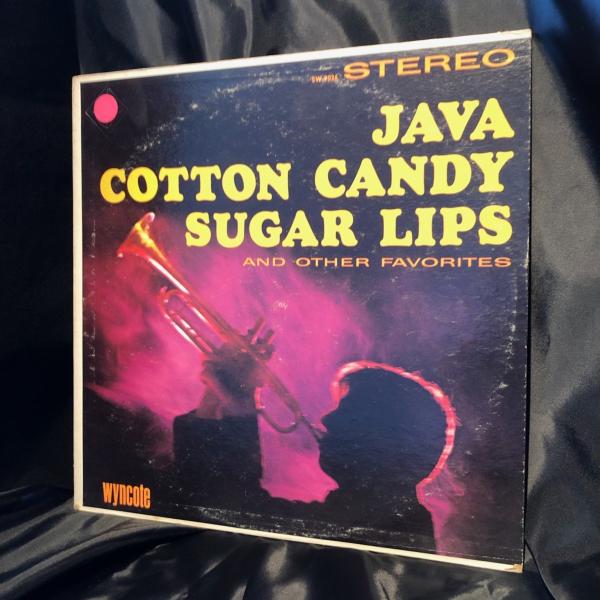 STEREO
JAVA
COTTON CANDY
SUGAR LIPS
AND OTHER FAVORITES
wyncote